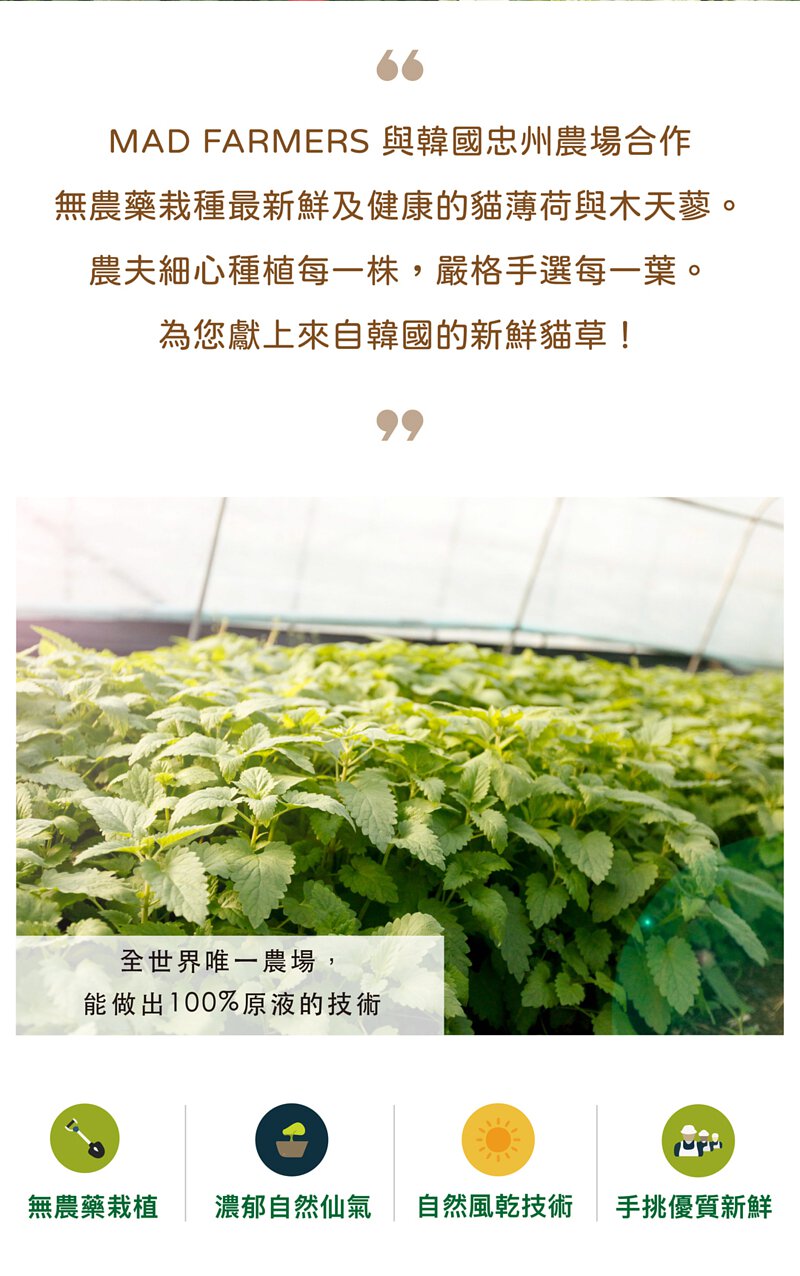 ❝
MAD FARMERS 與韓國忠州農場合作
無農藥栽種最新鮮及健康的貓薄荷與木天蓼。
農夫細心種植每一株，嚴格手選每一葉。
為您獻上來自韓國的新鮮貓草！
❞
全世界唯一農場，
能做出100%原液的技術
無農藥栽植
濃郁自然仙氣
自然風乾技術
手挑優質新鮮